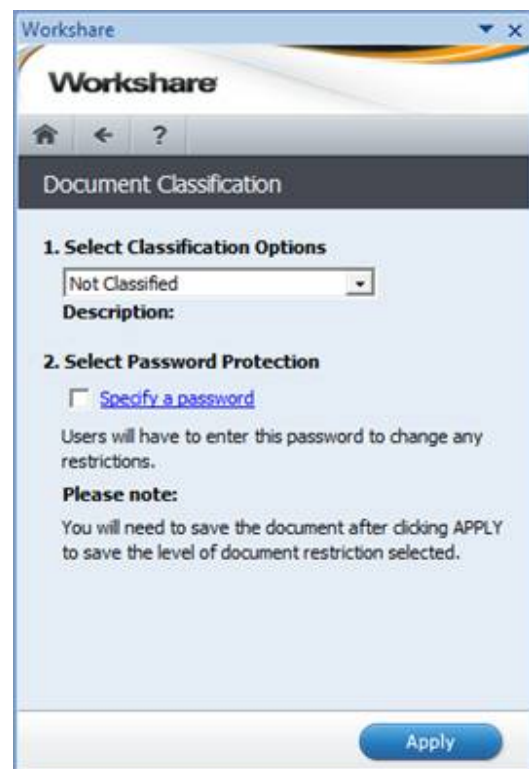 Workshare
Workshare
?
Document Classification
1. Select Classification Options
Not Classified
Description:
2. Select Password Protection
Specify a password
Users will have to enter this password to change any
restrictions.
Please note:
You will need to save the document after clicking APPLY
to save the level of document restriction selected.
Apply